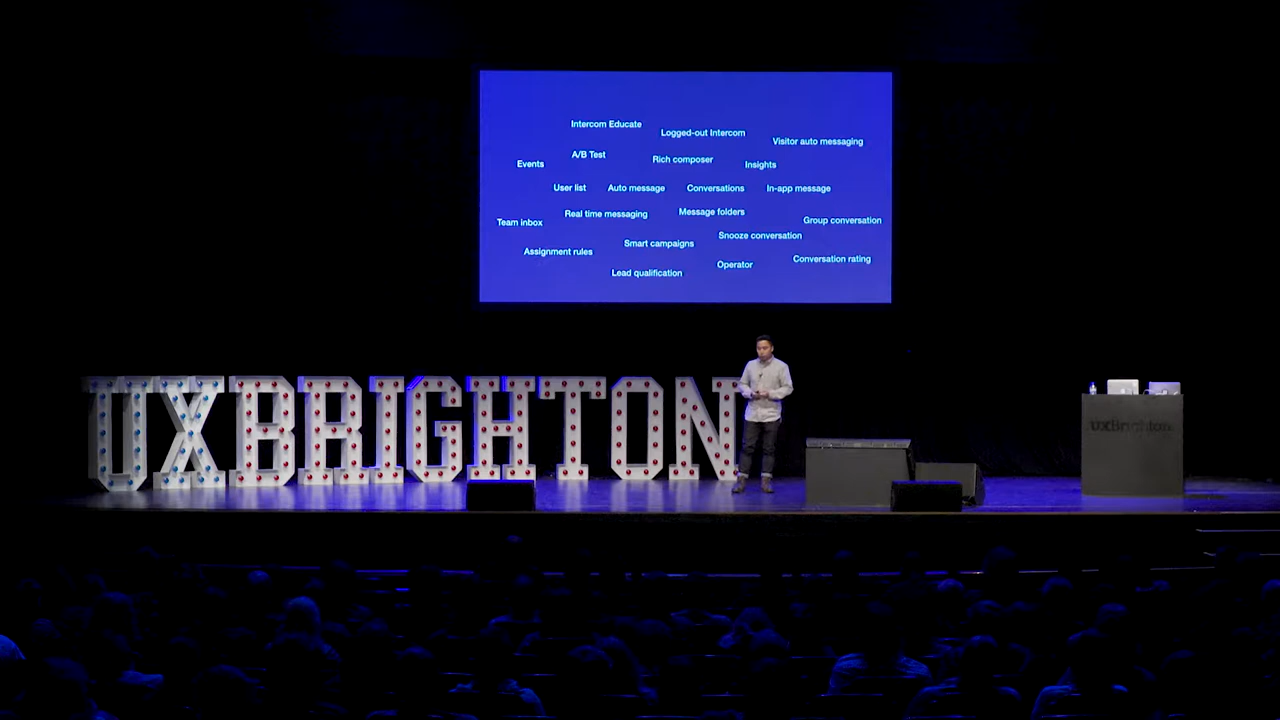 Intercom Educate
Logged-out Intercom
Visitor auto messaging
A/B Test
Rich composer
Events
Insights
User list
Auto message
Conversations
In-app message
Real time messaging
Message folders
Team inbox
Group conversation
Snooze conversation
Smart campaigns
Assignment rules
Conversation rating
Operator
Lead qualification
UXBRIGHTON
UXBrighton